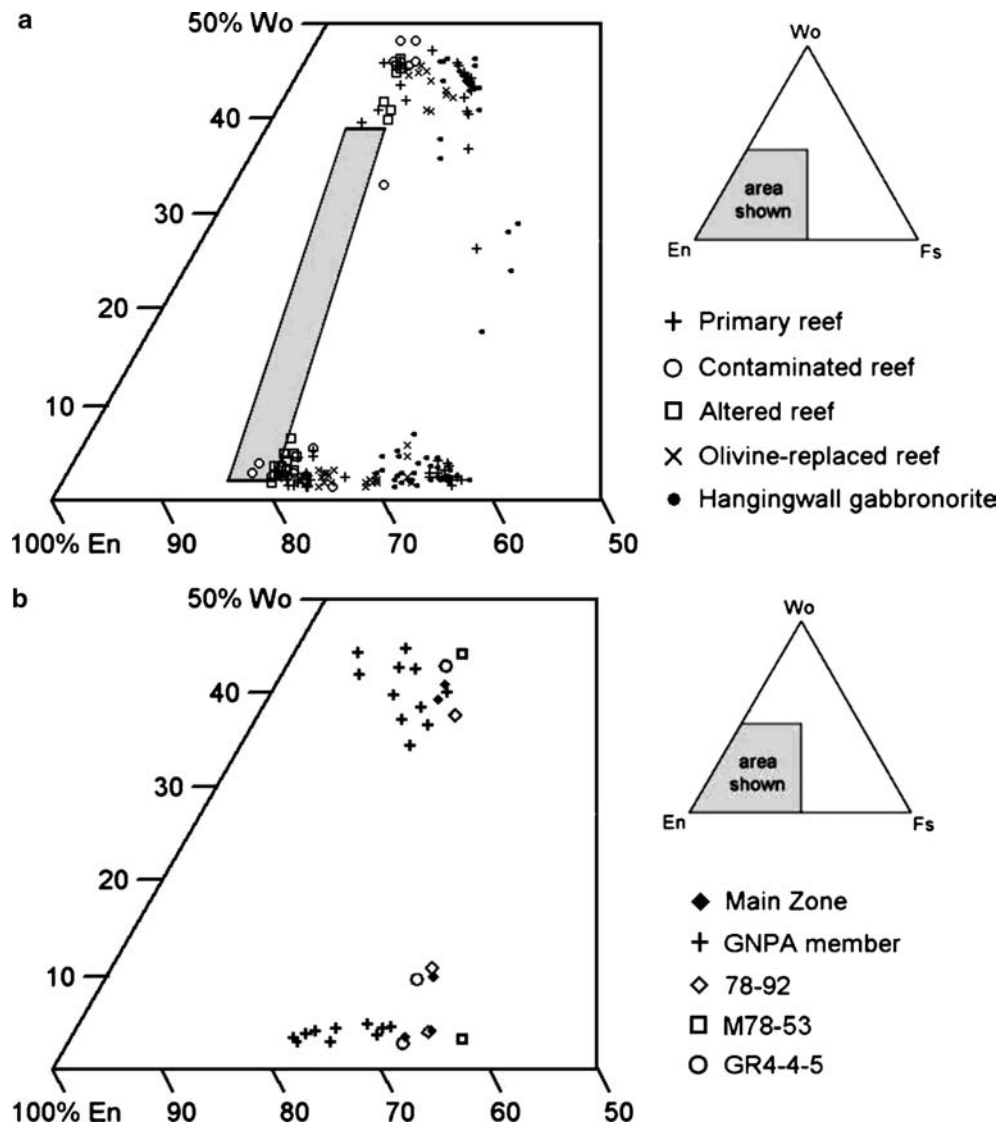 a
50% Wo
40
30
20
10
100% En
90
80
70
60
50
Wo
area
shown
En
Fs
Primary reef
Contaminated reef
Altered reef
Olivine-replaced reef
Hangingwall gabbronorite
b
50% Wo
40
30
20
10
100% En
90
80
70
60
50
Wo
area
shown
En
Fs
Main Zone
GNPA member
78-92
M78-53
GR4-4-5